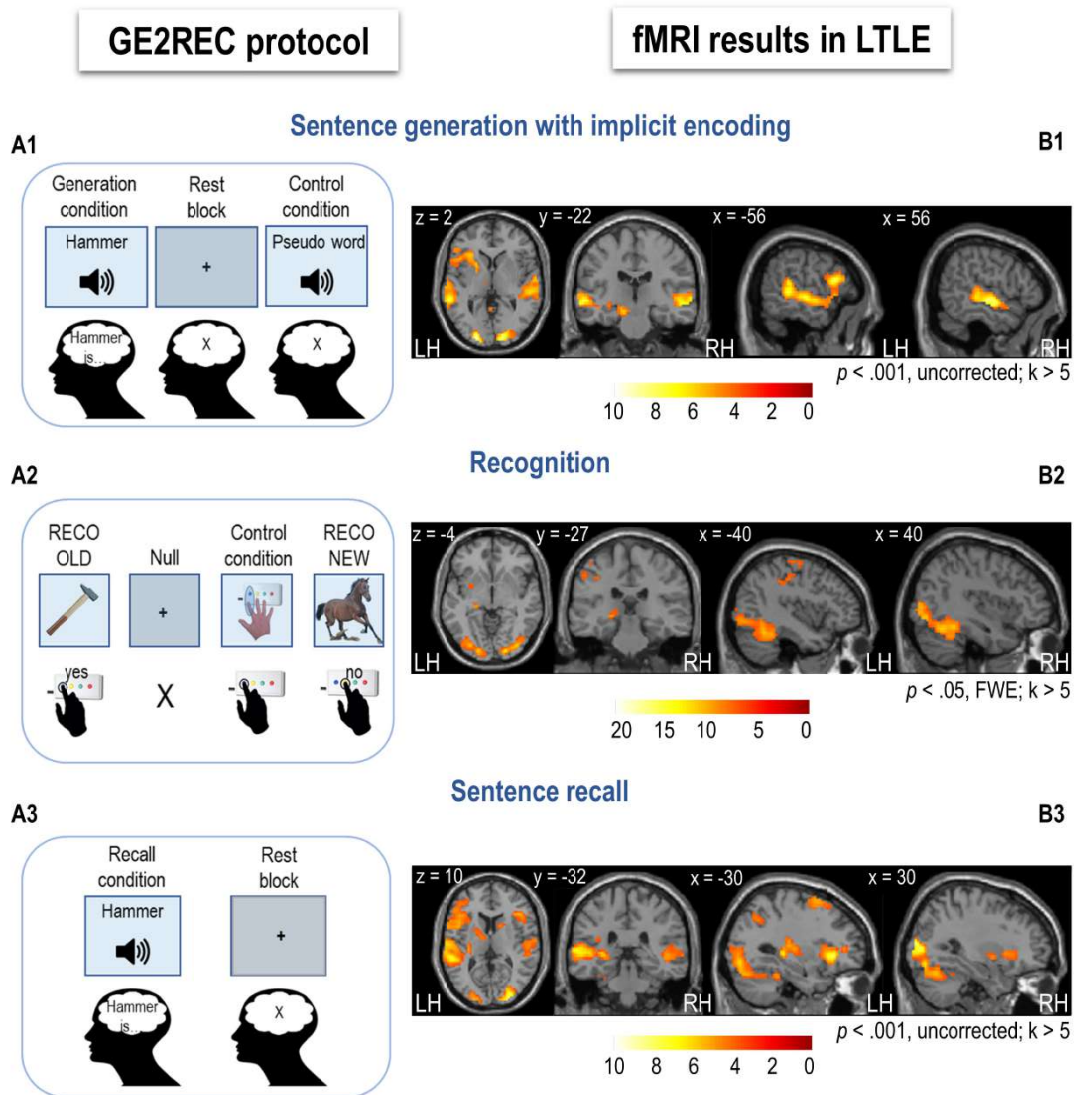 GE2REC protocol
fMRI results in LTLE
Sentence generation with implicit encoding
A1
B1
Generation
condition
Rest
block
Control
condition
Hammer
+
Pseudo word
Hammer
is...
X
X
z = 2
y = -22
x = -56
x = 56
LH
RH
LH
RH
p < .001, uncorrected; k > 5
10 8 6 4 2 0
Recognition
A2
B2
RECO
OLD
Null
Control
condition
RECO
NEW
+
-
yes
-
X
-
no
-
z = -4
y = -27
x = -40
x = 40
LH
RH
LH
RH
p < .05, FWE; k > 5
20 15 10 5 0
Sentence recall
A3
B3
Recall
condition
Rest
block
Hammer
+
Hammer
is...
X
z = 10
y = -32
x = -30
x = 30
LH
RH
LH
RH
p < .001, uncorrected; k > 5
10 8 6 4 2 0